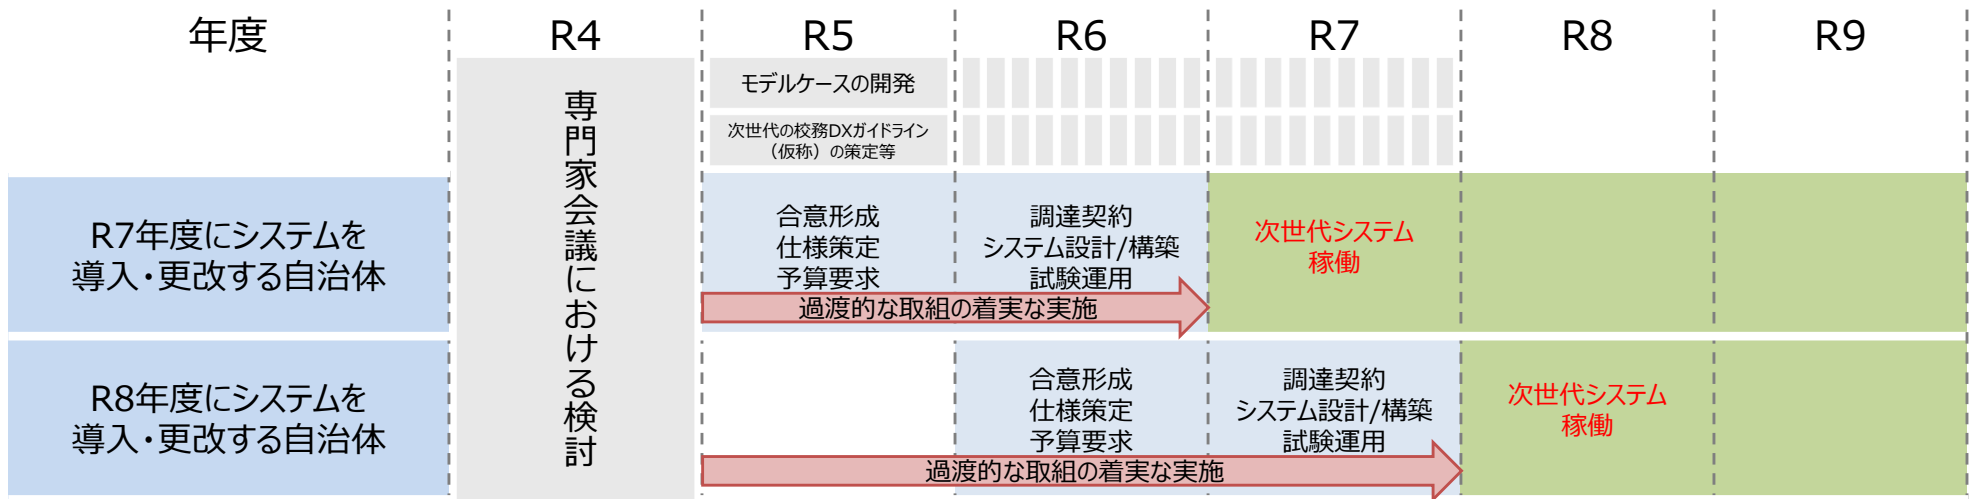 年度
R4
R5
R6
R7
R8
R9
専門家会議における検討
モデルケースの開発
次世代の校務DXガイドライン
（仮称）の策定等
R7年度にシステムを
導入・更改する自治体
合意形成
仕様策定
予算要求
調達契約
システム設計/構築
試験運用
過渡的な取組の着実な実施
次世代システム
稼働
R8年度にシステムを
導入・更改する自治体
合意形成
仕様策定
予算要求
調達契約
システム設計/構築
試験運用
過渡的な取組の着実な実施
次世代システム
稼働